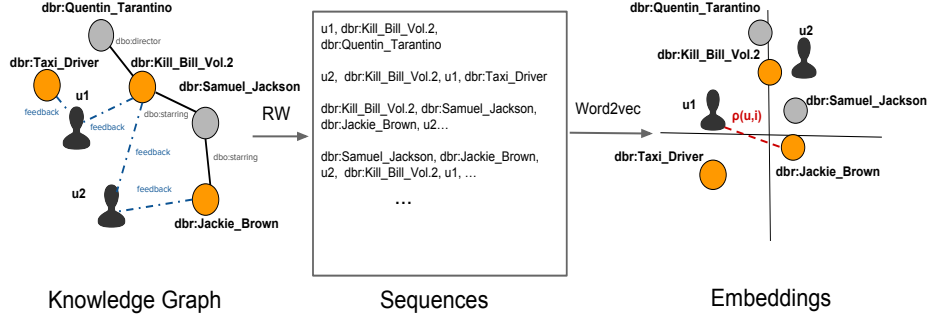 dbr:Quentin_Tarantino
dbo:director
dbr:Taxi_Driver
dbr:Kill_Bill_Vol.2
dbr:Samuel_Jackson
u1
feedback
feedback
dbo:starring
feedback
dbo:starring
u2
feedback
dbr:Jackie_Brown
Knowledge Graph
RW
u1, dbr:Kill_Bill_Vol.2,
dbr:Quentin_Tarantino
u2, dbr:Kill_Bill_Vol.2, u1, dbr:Taxi_Driver
dbr:Kill_Bill_Vol.2, dbr:Samuel_Jackson,
dbr:Jackie_Brown, u2...
dbr:Samuel_Jackson, dbr:Jackie_Brown,
u2, dbr:Kill_Bill_Vol.2, u1, ...
...
Sequences
Word2vec
dbr:Quentin_Tarantino
u2
dbr:Kill_Bill_Vol.2
u1
dbr:Samuel_Jackson
ρ(u,i)
dbr:Taxi_Driver
dbr:Jackie_Brown
Embeddings